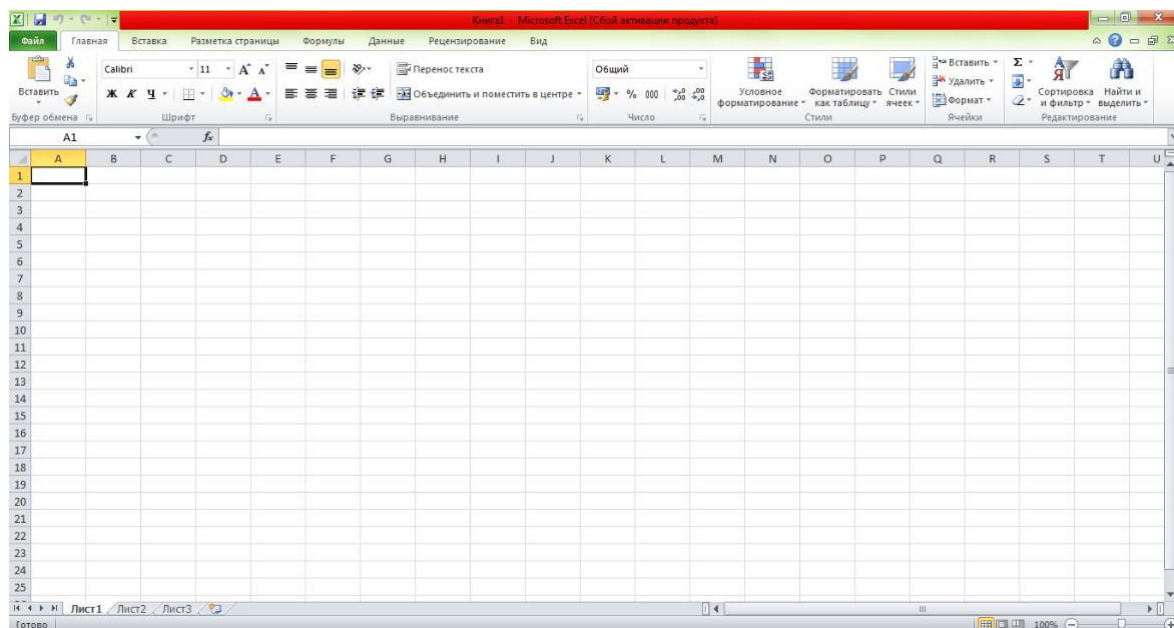 Книга1 - Microsoft Excel (Сбой активации продукта)
Файл Главная Вставка Разметка страницы Формулы Данные Рецензирование Вид
Вставить
Calibri 11 А А
Ж К Ч А
Перенос текста
Объединить и поместить в центре
Общий
% 000 ,00 ,00 ,0
Условное форматирование
Форматировать как таблицу
Стили ячеек
Вставить
Удалить
Формат
Σ
Сортировка и фильтр
Найти и выделить
Буфер обмена Шрифт Выравнивание Число Стили Ячейки Редактирование
A1 fx
A B C D E F G H I J K L M N O P Q R S T U
1
2
3
4
5
6
7
8
9
10
11
12
13
14
15
16
17
18
19
20
21
22
23
24
25
Лист1 Лист2 Лист3
Готово 100%